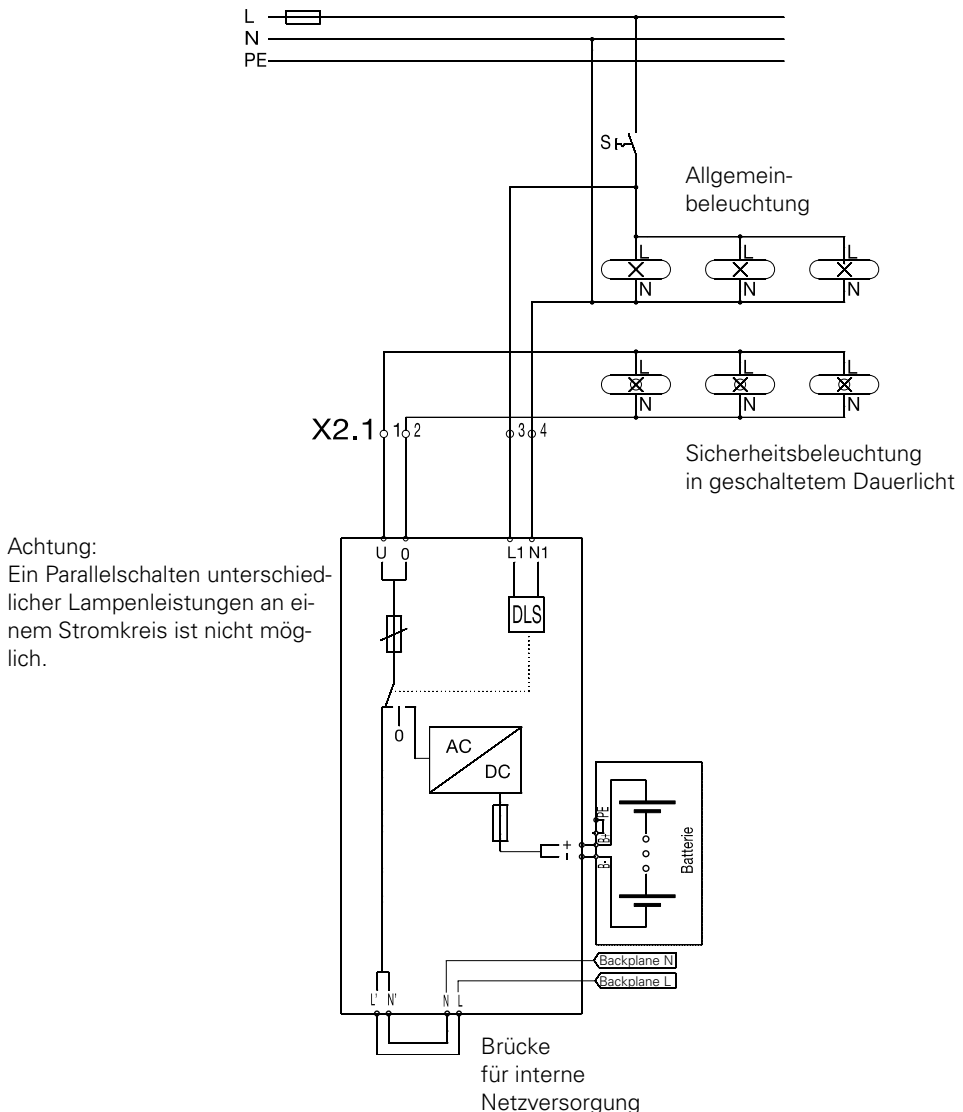 L
N
PE
S
Allgemein-
beleuchtung
L
L
L
N
N
N
L
L
L
N
N
N
X2.1
1
2
3
4
Sicherheitsbeleuchtung
in geschaltetem Dauerlicht
Achtung:
Ein Parallelschalten unterschied-
licher Lampenleistungen an ei-
nem Stromkreis ist nicht mög-
lich.
U
0
L1
N1
DLS
0
AC
DC
+
-
PE
B+
B-
Batterie
Backplane N
Backplane L
L'
N'
N
L
Brücke
für interne
Netzversorgung